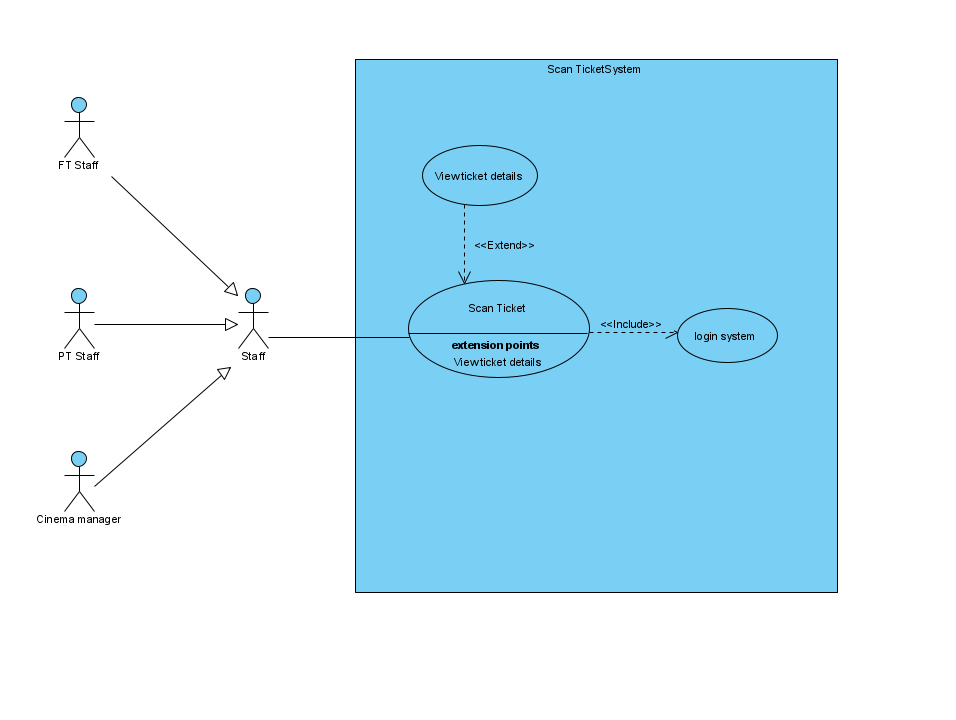 Scan TicketSystem
FT Staff
Viewticket details
<<Extend>>
PT Staff
Staff
Scan Ticket
extension points
Viewticket details
<<Include>>
login system
Cinema manager